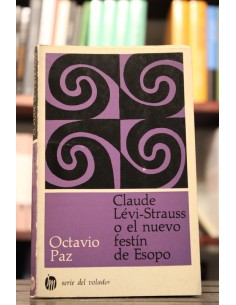 Claude
Lévi-Strauss
o el nuevo
festín
de Esopo
Octavio
Paz
serie del volador